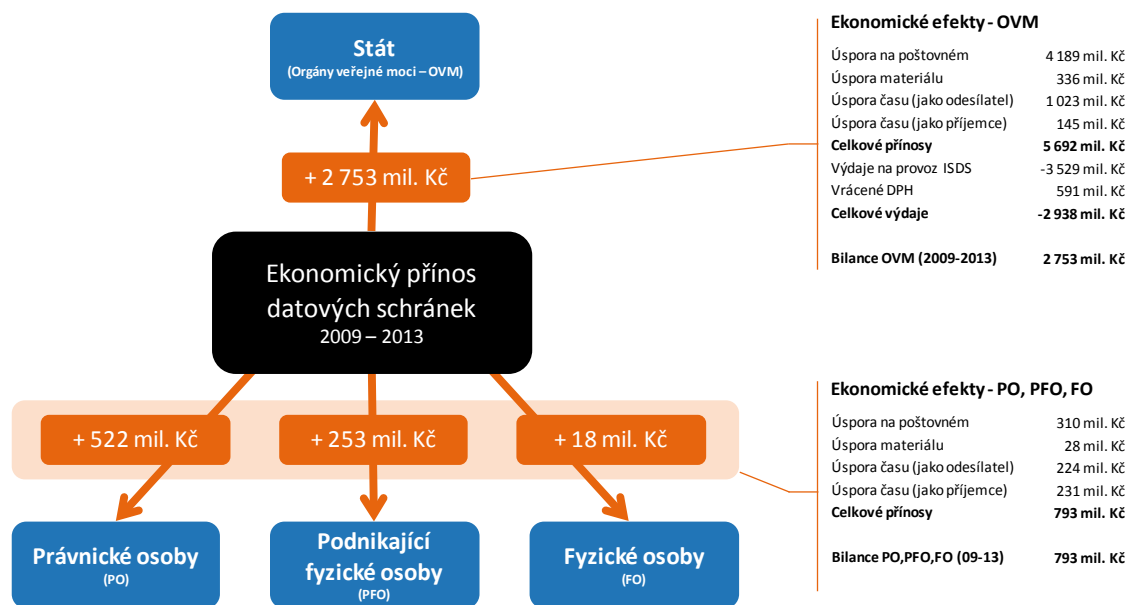 Stát
(Orgány veřejné moci – OVM)
+ 2 753 mil. Kč
Ekonomický přínos
datových schránek
2009 – 2013
+ 522 mil. Kč
+ 253 mil. Kč
+ 18 mil. Kč
Právnické osoby
(PO)
Podnikající
fyzické osoby
(PFO)
Fyzické osoby
(FO)
Ekonomické efekty - OVM
Úspora na poštovném 4 189 mil. Kč
Úspora materiálu 336 mil. Kč
Úspora času (jako odesílatel) 1 023 mil. Kč
Úspora času (jako příjemce) 145 mil. Kč
Celkové přínosy 5 692 mil. Kč
Výdaje na provoz ISDS -3 529 mil. Kč
Vrácené DPH 591 mil. Kč
Celkové výdaje -2 938 mil. Kč
Bilance OVM (2009-2013) 2 753 mil. Kč
Ekonomické efekty - PO, PFO, FO
Úspora na poštovném 310 mil. Kč
Úspora materiálu 28 mil. Kč
Úspora času (jako odesílatel) 224 mil. Kč
Úspora času (jako příjemce) 231 mil. Kč
Celkové přínosy 793 mil. Kč
Bilance PO,PFO,FO (09-13) 793 mil. Kč